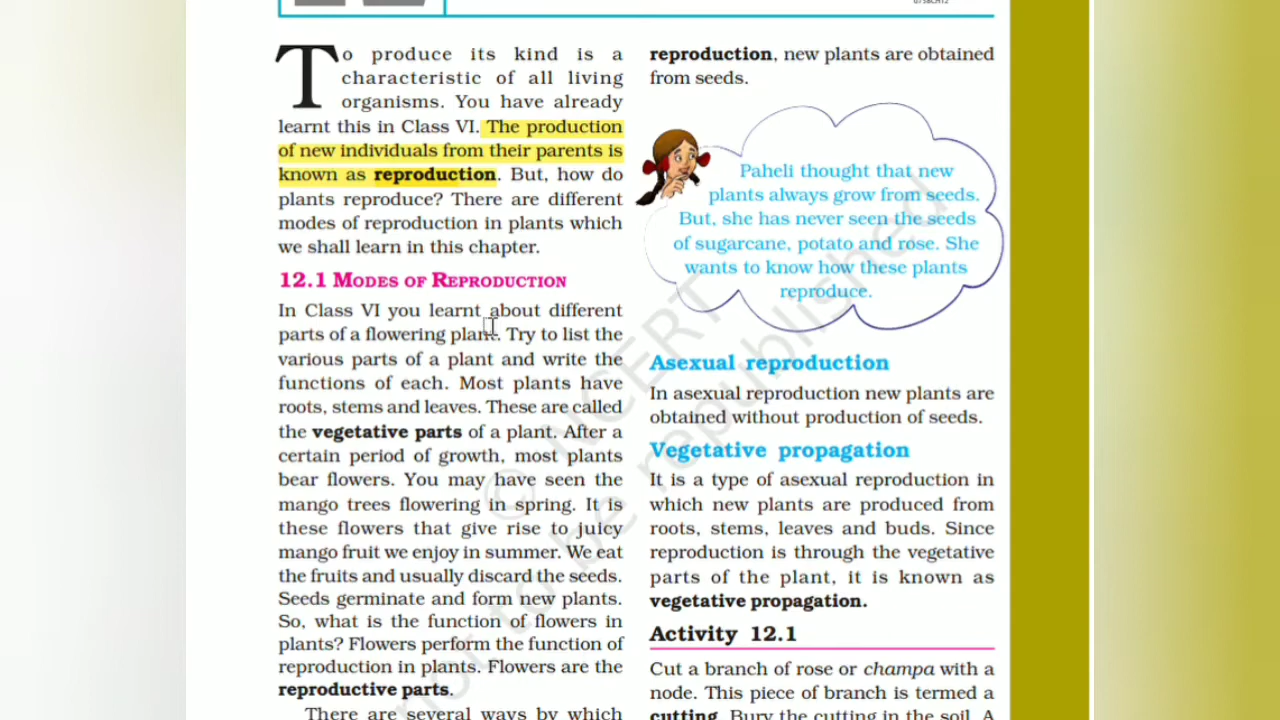 To produce its kind is a
characteristic of all living
organisms. You have already
learnt this in Class VI. The production
of new individuals from their parents is
known as reproduction. But, how do
plants reproduce? There are different
modes of reproduction in plants which
we shall learn in this chapter.
12.1 MODES OF REPRODUCTION
In Class VI you learnt about different
parts of a flowering plant. Try to list the
various parts of a plant and write the
functions of each. Most plants have
roots, stems and leaves. These are called
the vegetative parts of a plant. After a
certain period of growth, most plants
bear flowers. You may have seen the
mango trees flowering in spring. It is
these flowers that give rise to juicy
mango fruit we enjoy in summer. We eat
the fruits and usually discard the seeds.
Seeds germinate and form new plants.
So, what is the function of flowers in
plants? Flowers perform the function of
reproduction in plants. Flowers are the
reproductive parts.
There are several ways by which
reproduction, new plants are obtained
from seeds.
Paheli thought that new
plants always grow from seeds.
But, she has never seen the seeds
of sugarcane, potato and rose. She
wants to know how these plants
reproduce.
Asexual reproduction
In asexual reproduction new plants are
obtained without production of seeds.
Vegetative propagation
It is a type of asexual reproduction in
which new plants are produced from
roots, stems, leaves and buds. Since
reproduction is through the vegetative
parts of the plant, it is known as
vegetative propagation.
Activity 12.1
Cut a branch of rose or champa with a
node. This piece of branch is termed a
cutting. Bury the cutting in the soil. A
© NCERT
not to be republished